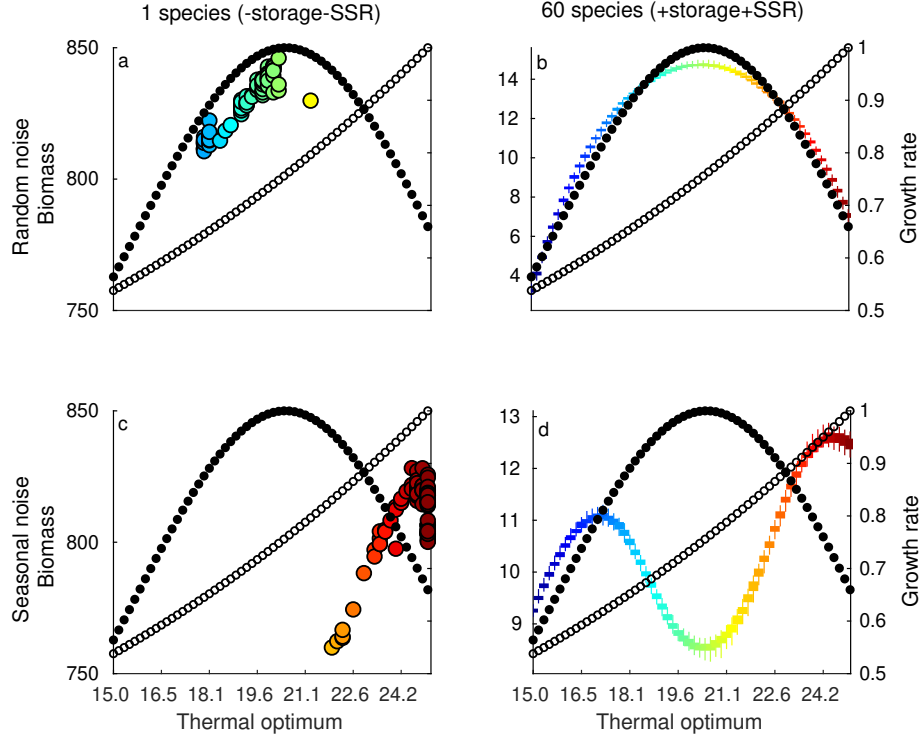 1 species (-storage-SSR)
60 species (+storage+SSR)
Random noise
Biomass
850
800
750
a
14
12
10
8
6
4
b
1
0.9
0.8
0.7
0.6
0.5
Growth rate
Seasonal noise
Biomass
850
800
750
c
15.0 16.5 18.1 19.6 21.1 22.6 24.2
Thermal optimum
13
12
11
10
9
d
1
0.9
0.8
0.7
0.6
0.5
Growth rate
15.0 16.5 18.1 19.6 21.1 22.6 24.2
Thermal optimum